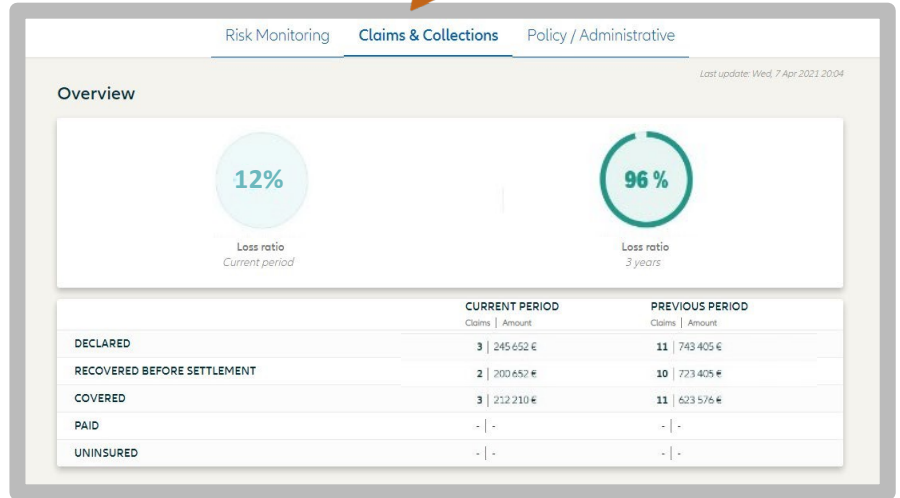 Risk Monitoring Claims & Collections Policy / Administrative
Last update: Wed, 7 Apr 2021 20:04
Overview
12% 96 %
Loss ratio Loss ratio
Current period 3 years
CURRENT PERIOD PREVIOUS PERIOD
Claims | Amount Claims | Amount
DECLARED 3 | 245 652 € 11 | 743 405 €
RECOVERED BEFORE SETTLEMENT 2 | 200 652 € 10 | 723 405 €
COVERED 3 | 212 210 € 11 | 623 576 €
PAID - | - - | -
UNINSURED - | - - | -